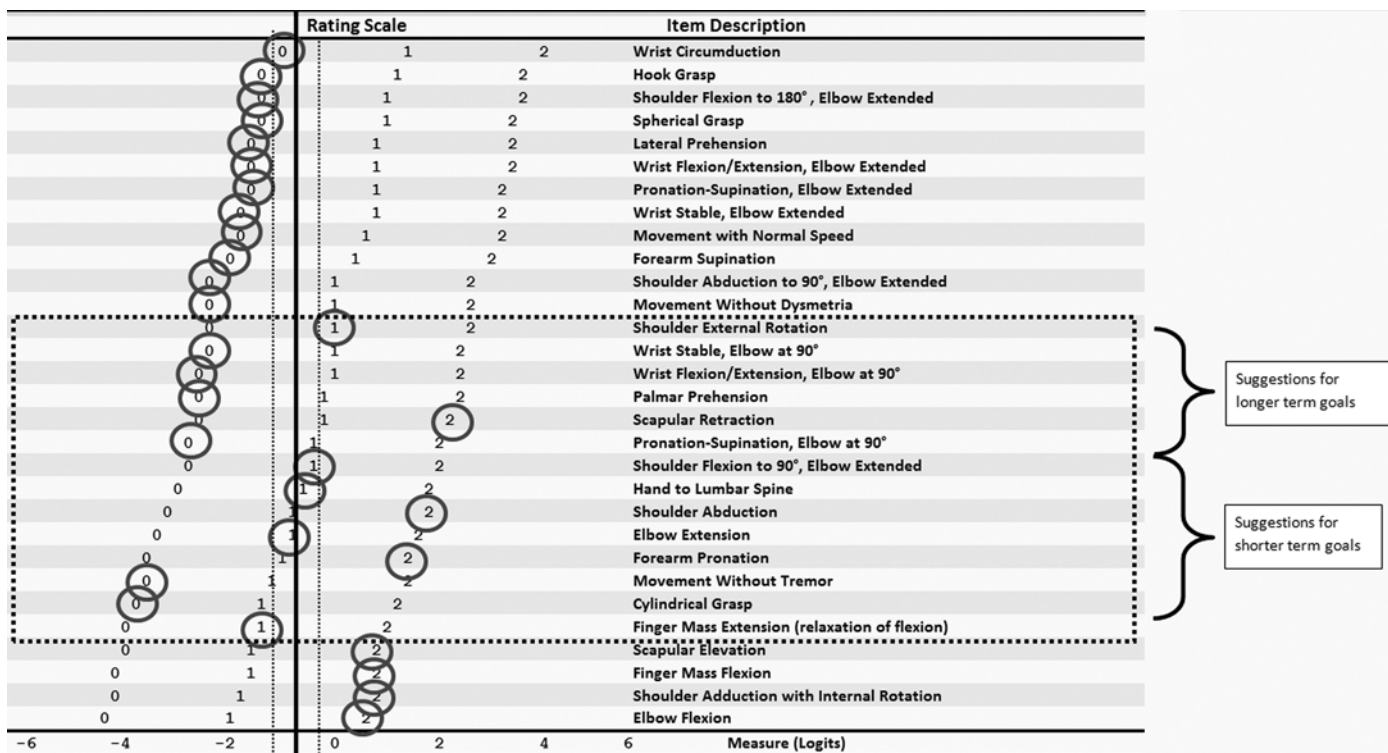 Rating Scale Item Description
0 1 2 Wrist Circumduction
0 1 2 Hook Grasp
0 1 2 Shoulder Flexion to 180°, Elbow Extended
0 1 2 Spherical Grasp
0 1 2 Lateral Prehension
0 1 2 Wrist Flexion/Extension, Elbow Extended
0 1 2 Pronation-Supination, Elbow Extended
0 1 2 Wrist Stable, Elbow Extended
0 1 2 Movement with Normal Speed
0 1 2 Forearm Supination
0 1 2 Shoulder Abduction to 90°, Elbow Extended
0 1 2 Movement Without Dysmetria
0 1 2 Shoulder External Rotation
0 1 2 Wrist Stable, Elbow at 90°
0 1 2 Wrist Flexion/Extension, Elbow at 90°
0 1 2 Palmar Prehension
0 1 2 Scapular Retraction
0 1 2 Pronation-Supination, Elbow at 90°
0 1 2 Shoulder Flexion to 90°, Elbow Extended
0 1 2 Hand to Lumbar Spine
0 1 2 Shoulder Abduction
0 1 2 Elbow Extension
0 1 2 Forearm Pronation
0 1 2 Movement Without Tremor
0 1 2 Cylindrical Grasp
0 1 2 Finger Mass Extension (relaxation of flexion)
0 1 2 Scapular Elevation
0 1 2 Finger Mass Flexion
0 1 2 Shoulder Adduction with Internal Rotation
0 1 2 Elbow Flexion
-6 -4 -2 0 2 4 6 Measure (Logits)
Suggestions for
longer term goals
Suggestions for
shorter term goals